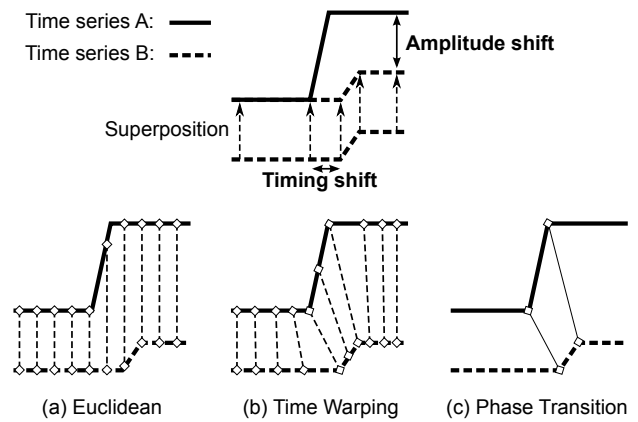 Time series A:
Time series B:
Amplitude shift
Superposition
Timing shift
(a) Euclidean
(b) Time Warping
(c) Phase Transition